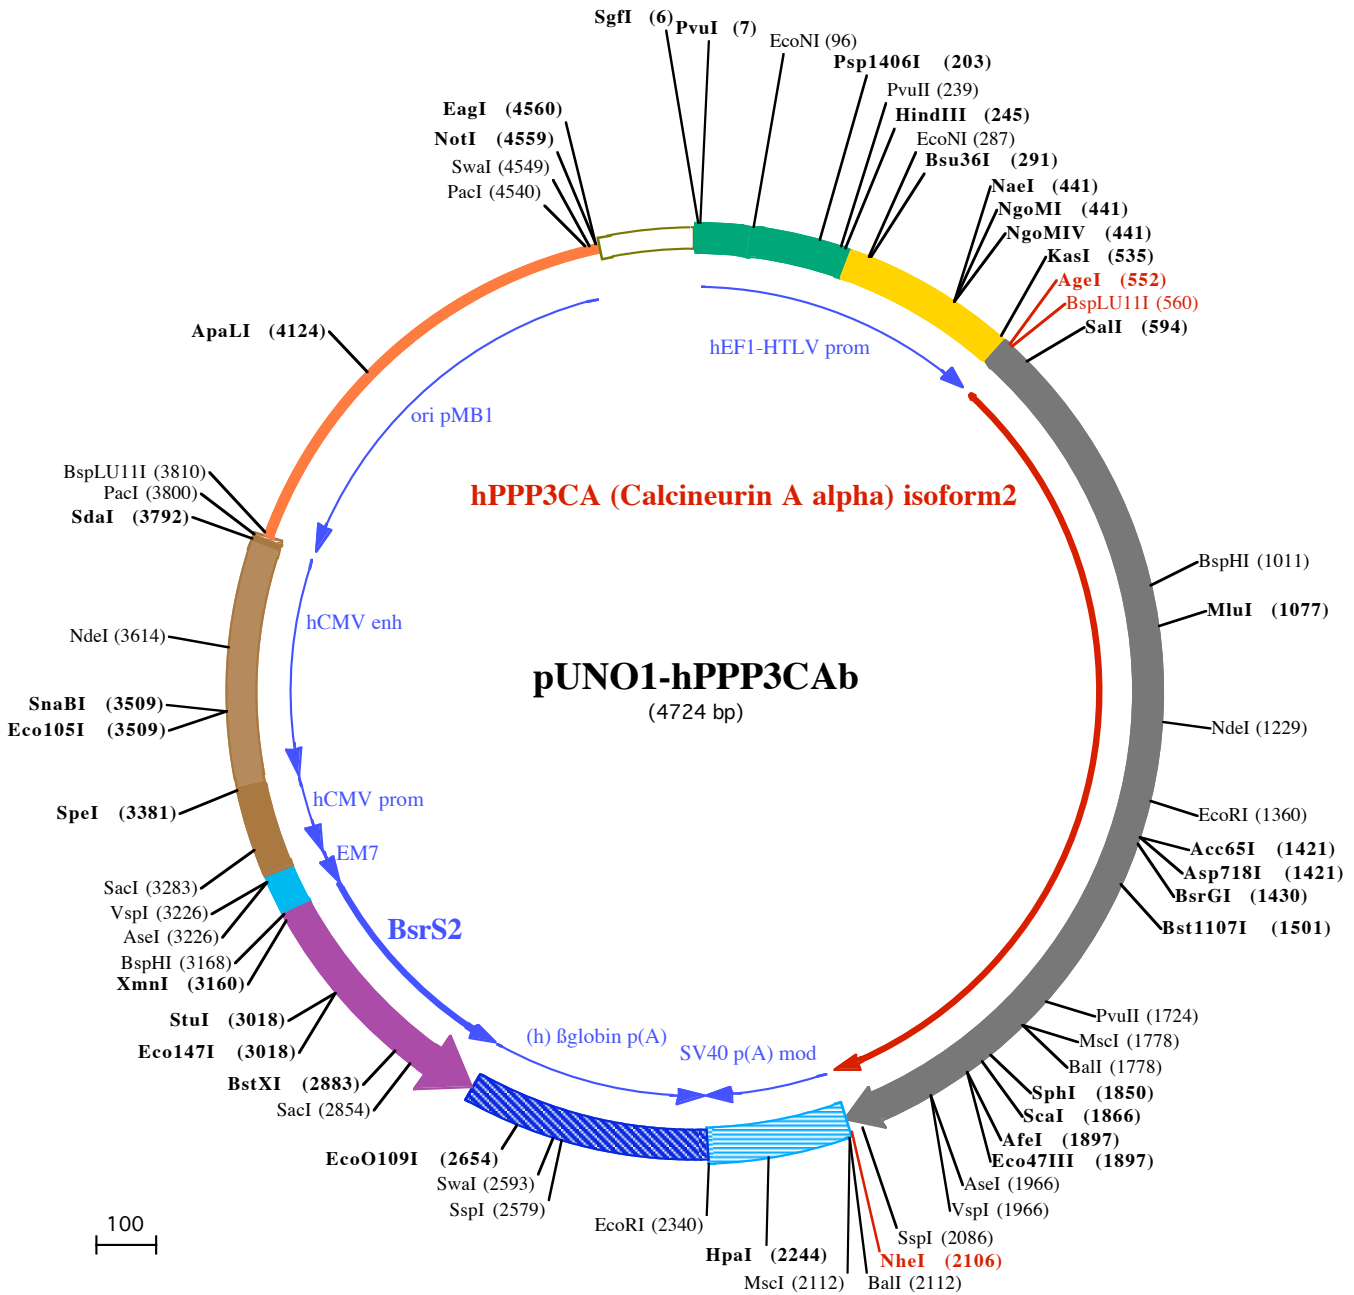 SgfI (6)
PvuI (7)
EcoNI (96)
Psp1406I (203)
PvuII (239)
HindIII (245)
EcoNI (287)
Bsu36I (291)
NaeI (441)
NgoMI (441)
NgoMIV (441)
KasI (535)
AgeI (552)
BspLU11I (560)
SalI (594)
BspHI (1011)
MluI (1077)
NdeI (1229)
EcoRI (1360)
Acc65I (1421)
Asp718I (1421)
BsrGI (1430)
Bst1107I (1501)
PvuII (1724)
MscI (1778)
BalI (1778)
SphI (1850)
ScaI (1866)
AfeI (1897)
Eco47III (1897)
AseI (1966)
VspI (1966)
SspI (2086)
NheI (2106)
BalI (2112)
MscI (2112)
HpaI (2244)
EcoRI (2340)
SspI (2579)
SwaI (2593)
EcoO109I (2654)
SacI (2854)
BstXI (2883)
Eco147I (3018)
StuI (3018)
XmnI (3160)
BspHI (3168)
AseI (3226)
VspI (3226)
SacI (3283)
SpeI (3381)
Eco105I (3509)
SnaBI (3509)
NdeI (3614)
SdaI (3792)
PacI (3800)
BspLU11I (3810)
ApaLI (4124)
PacI (4540)
SwaI (4549)
NotI (4559)
EagI (4560)
hEF1-HTLV prom
ori pMB1
hPPP3CA (Calcineurin A alpha) isoform2
hCMV enh
pUNO1-hPPP3CAb
(4724 bp)
hCMV prom
EM7
BsrS2
(h) ßglobin p(A)
SV40 p(A) mod
100